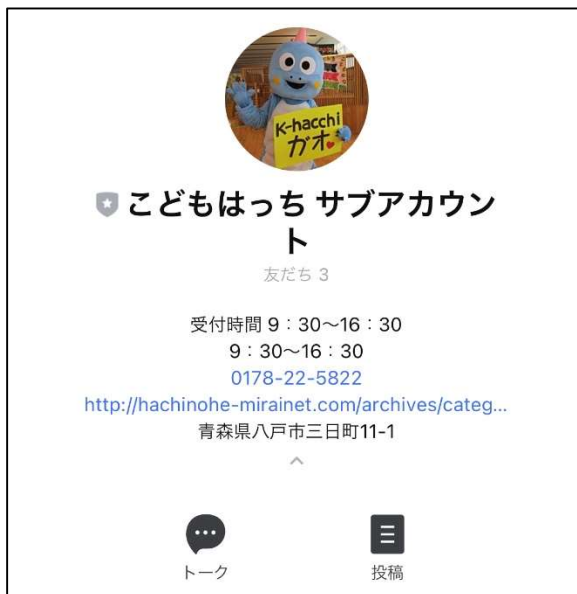 K-hacchi
ガオ
こどもはっち サブアカウン
ト
友だち 3
受付時間 9：30〜16：30
9：30〜16：30
0178-22-5822
http://hachinohe-mirainet.com/archives/categ...
青森県八戸市三日町11-1
トーク
投稿